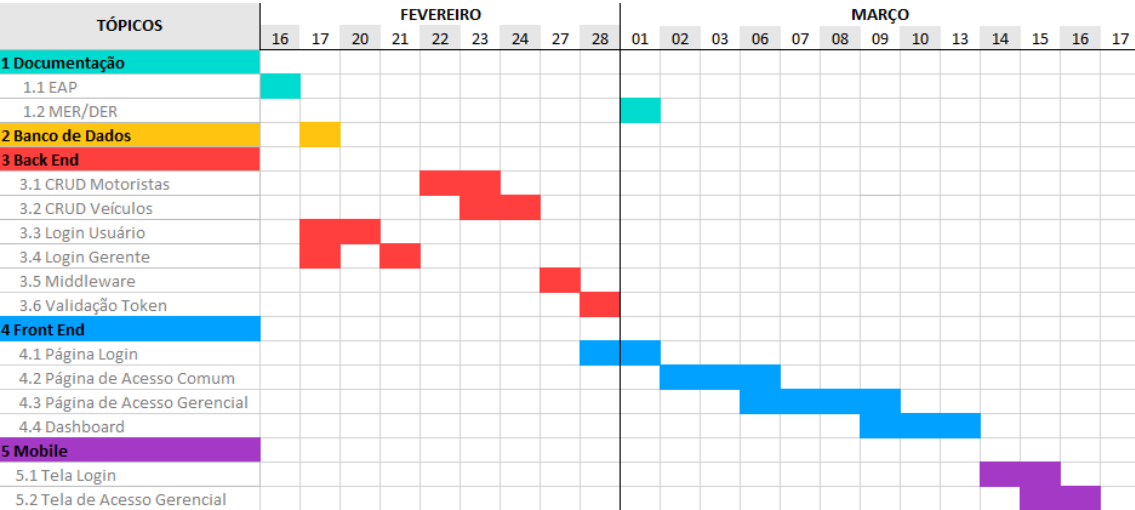 TÓPICOS
FEVEREIRO
MARÇO
16 17 20 21 22 23 24 27 28 01 02 03 06 07 08 09 10 13 14 15 16 17
1 Documentação
1.1 EAP
1.2 MER/DER
2 Banco de Dados
3 Back End
3.1 CRUD Motoristas
3.2 CRUD Veículos
3.3 Login Usuário
3.4 Login Gerente
3.5 Middleware
3.6 Validação Token
4 Front End
4.1 Página Login
4.2 Página de Acesso Comum
4.3 Página de Acesso Gerencial
4.4 Dashboard
5 Mobile
5.1 Tela Login
5.2 Tela de Acesso Gerencial